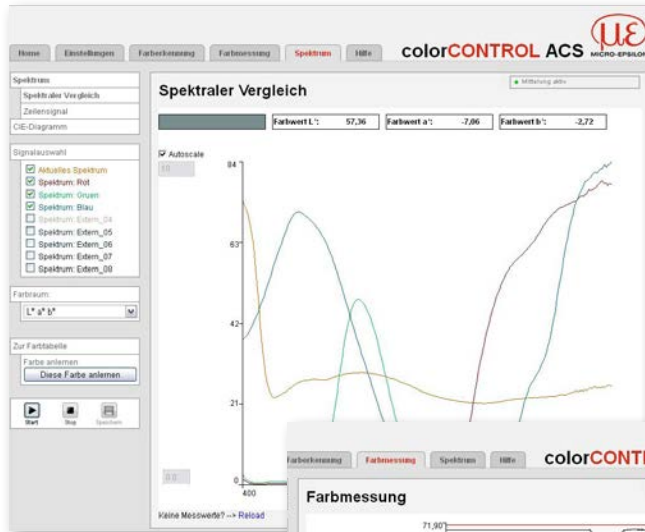 Home Einstellungen Farberkennung Farbmessung Spektrum Hilfe
colorCONTROL ACS
με
MICRO-EPSILON
Spektrum
Spektraler Vergleich
Zeilensignal
CIE-Diagramm
Signalauswahl
Aktuelles Spektrum
Spektrum: Rot
Spektrum: Gruen
Spektrum: Blau
Spektrum: Extern_04
Spektrum: Extern_05
Spektrum: Extern_06
Spektrum: Extern_07
Spektrum: Extern_08
Farbraum:
L* a* b*
Zur Farbtabelle
Farbe anlernen
Diese Farbe anlernen
Start Stop Speichern
Spektraler Vergleich
Mittelung aktiv
Farbwert L*: 57,36 Farbwert a*: -7,06 Farbwert b*: -2,72
Autoscale
84
63
42
21
0
400
Keine Messwerte? --> Reload
Farberkennung Farbmessung Spektrum Hilfe
colorCONT
Farbmessung
71,90